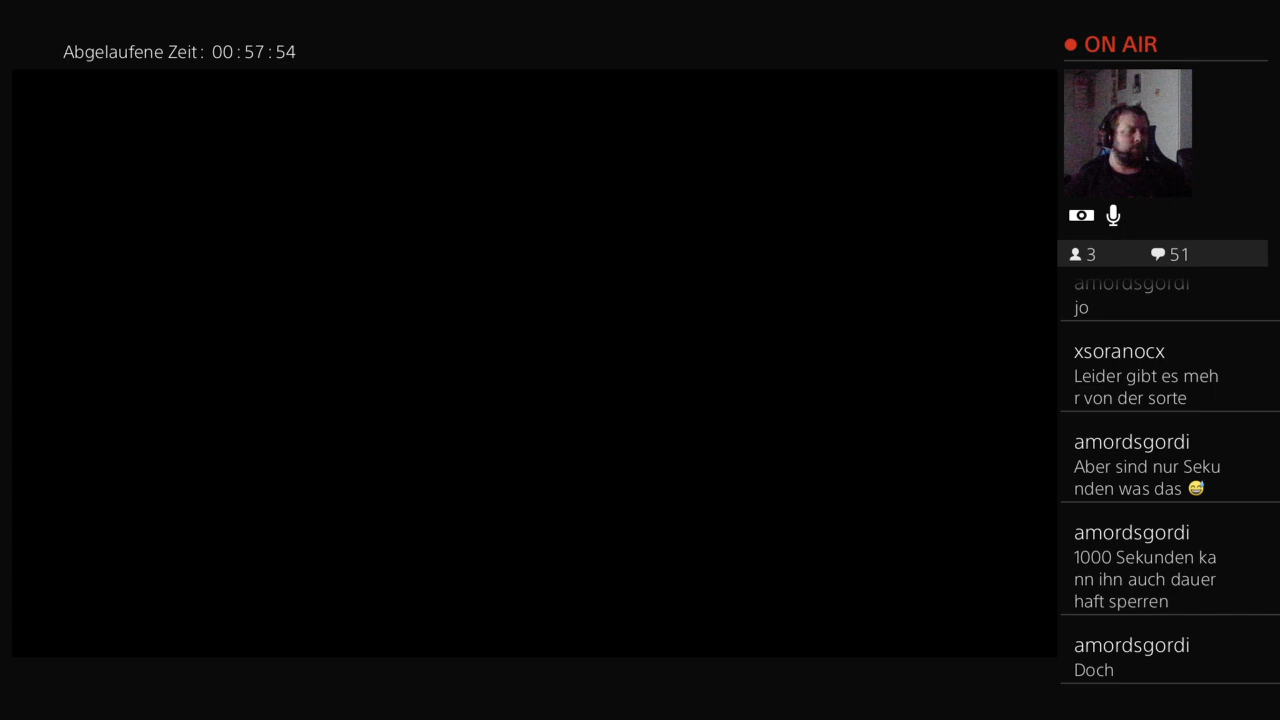 Abgelaufene Zeit: 00:57:54
ON AIR
3 51
amordsgordi
jo
xsoranocx
Leider gibt es meh
r von der sorte
amordsgordi
Aber sind nur Seku
nden was das 😅
amordsgordi
1000 Sekunden ka
nn ihn auch dauer
haft sperren
amordsgordi
Doch